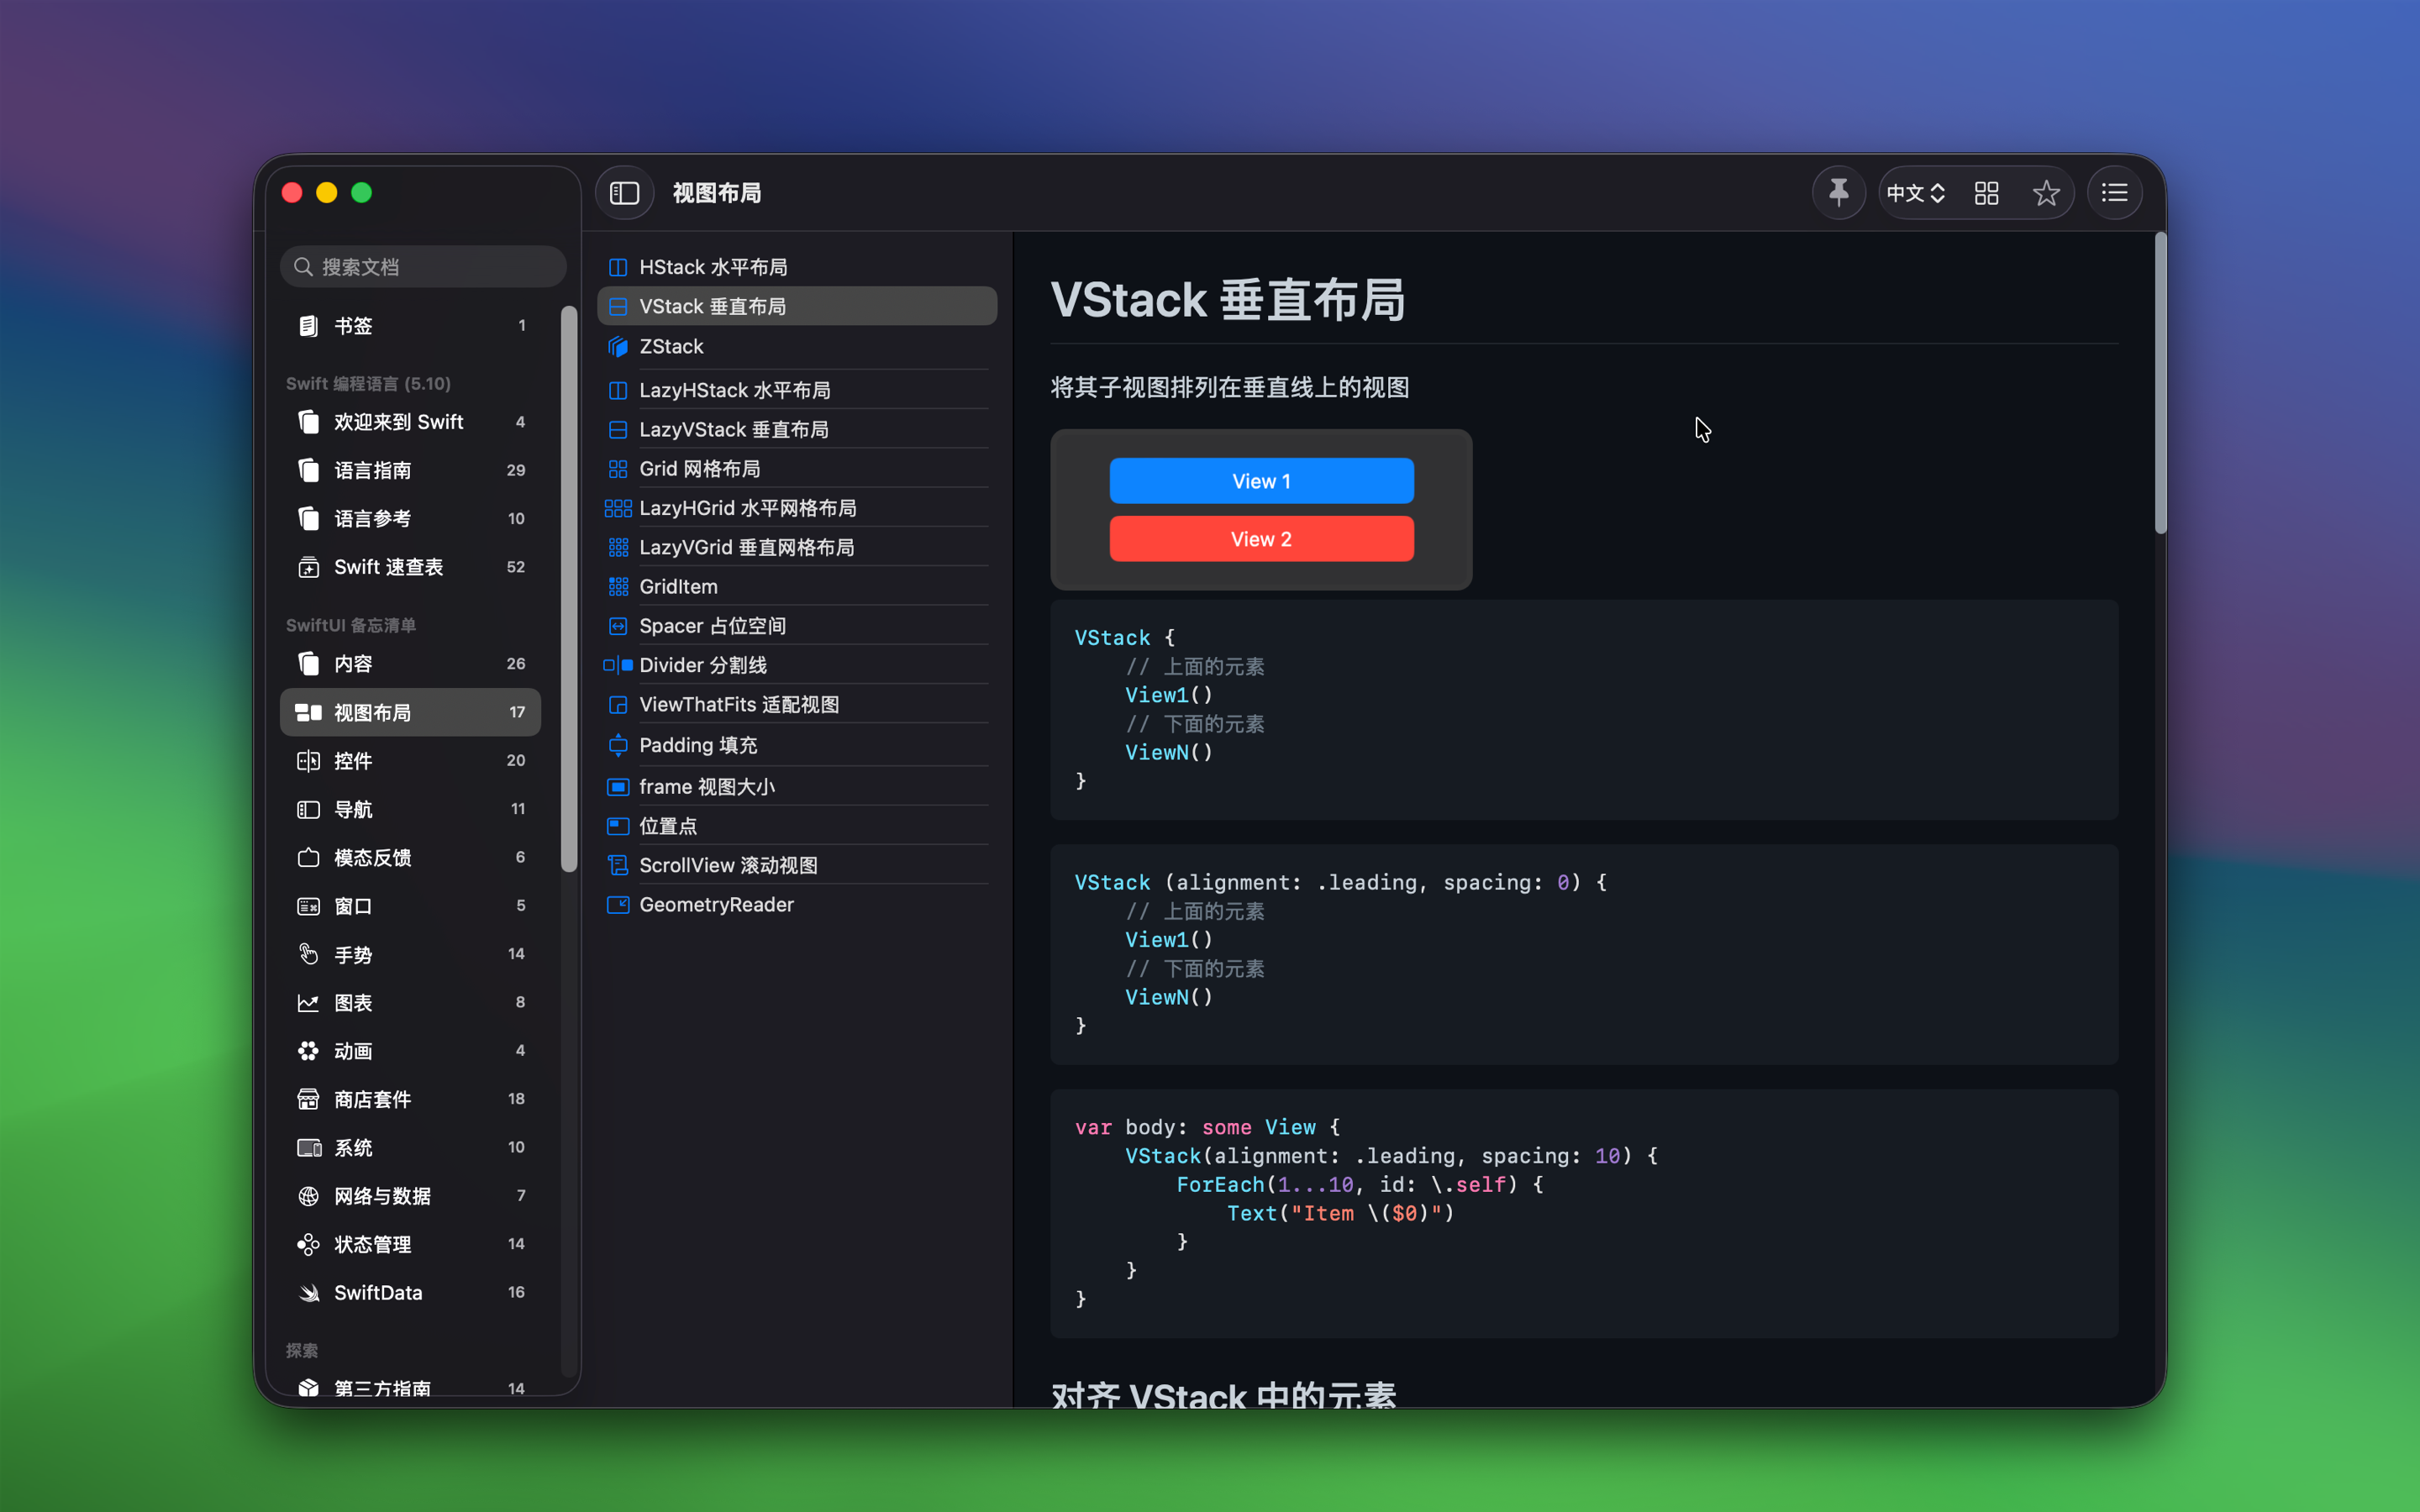 视图布局
中文
搜索文档
书签 1
Swift 编程语言 (5.10)
欢迎来到 Swift 4
语言指南 29
语言参考 10
Swift 速查表 52
SwiftUI 备忘清单
内容 26
视图布局 17
控件 20
导航 11
模态反馈 6
窗口 5
手势 14
图表 8
动画 4
商店套件 18
系统 10
网络与数据 7
状态管理 14
SwiftData 16
探索
第三方指南 14
HStack 水平布局
VStack 垂直布局
ZStack
LazyHStack 水平布局
LazyVStack 垂直布局
Grid 网格布局
LazyHGrid 水平网格布局
LazyVGrid 垂直网格布局
GridItem
Spacer 占位空间
Divider 分割线
ViewThatFits 适配视图
Padding 填充
frame 视图大小
位置点
ScrollView 滚动视图
GeometryReader
VStack 垂直布局
将其子视图排列在垂直线上的视图
View 1
View 2
VStack {
    // 上面的元素
    View1()
    // 下面的元素
    ViewN()
}
VStack (alignment: .leading, spacing: 0) {
    // 上面的元素
    View1()
    // 下面的元素
    ViewN()
}
var body: some View {
    VStack(alignment: .leading, spacing: 10) {
        ForEach(1...10, id: \.self) {
            Text("Item \($0)")
        }
    }
}
对齐 VStack 中的元素